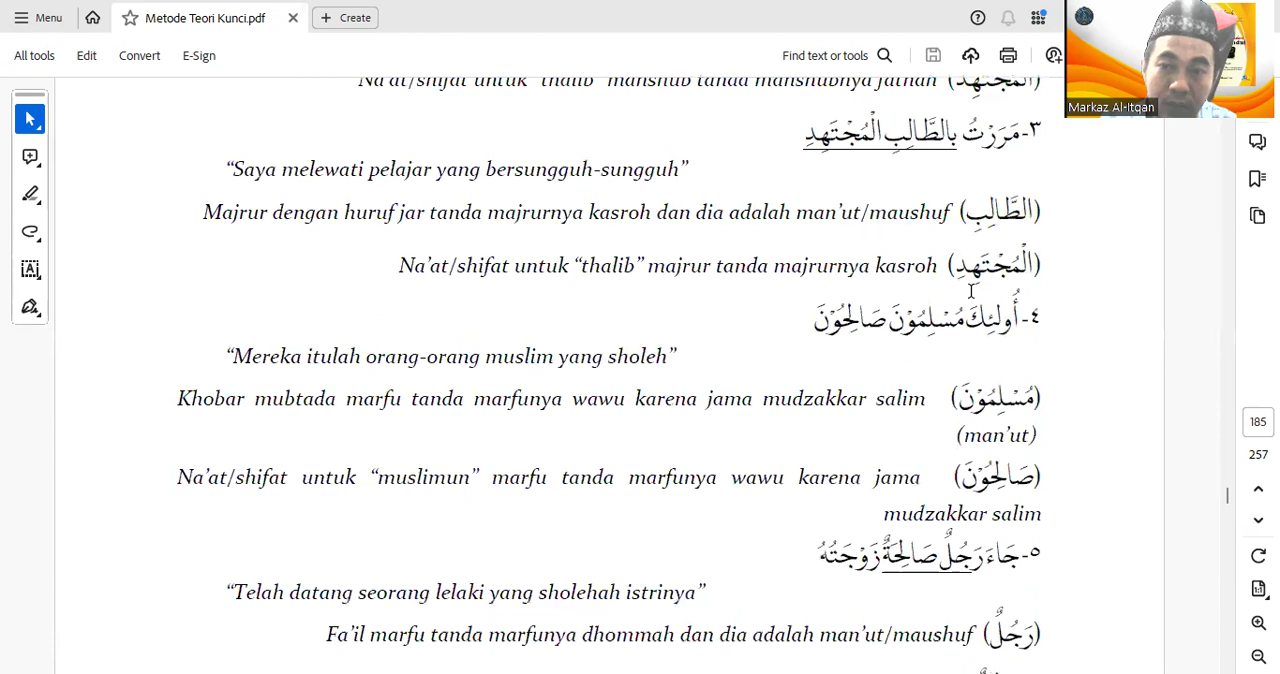 Menu
Metode Teori Kunci.pdf
Create
All tools
Edit
Convert
E-Sign
Find text or tools
Markaz Al-Itqan
(الْمُجْتَهِدَ) Na'at/shifat untuk "thalib" manshub tanda manshubnya fathah
٣-مَرَرْتُ بِالطَّالِبِ الْمُجْتَهِدِ
“Saya melewati pelajar yang bersungguh-sungguh”
(الطَّالِبِ) Majrur dengan huruf jar tanda majrurnya kasroh dan dia adalah man’ut/maushuf
(الْمُجْتَهِدِ) Na’at/shifat untuk “thalib” majrur tanda majrurnya kasroh
٤-أُولئِكَ مُسْلِمُوْنَ صَالِحُوْنَ
“Mereka itulah orang-orang muslim yang sholeh”
(مُسْلِمُوْنَ) Khobar mubtada marfu tanda marfunya wawu karena jama mudzakkar salim
(man’ut)
(صَالِحُوْنَ) Na’at/shifat untuk “muslimun” marfu tanda marfunya wawu karena jama
mudzakkar salim
٥-جَاءَ رَجُلٌ صَالِحَةٌ زَوْجَتُهُ
“Telah datang seorang lelaki yang sholehah istrinya”
(رَجُلٌ) Fa’il marfu tanda marfunya dhommah dan dia adalah man’ut/maushuf
185
257